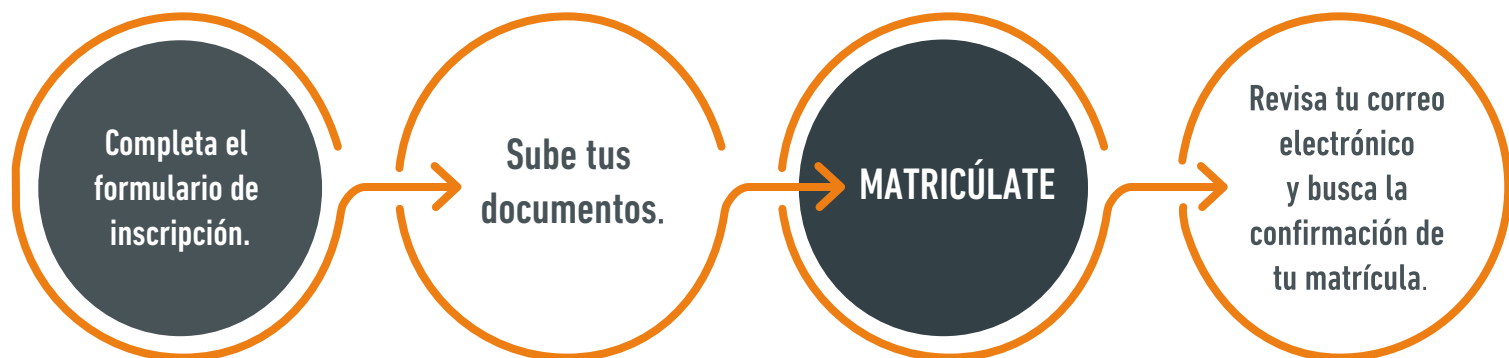 Completa el
formulario de
inscripción.
Sube tus
documentos.
MATRICÚLATE
Revisa tu correo
electrónico
y busca la
confirmación de
tu matrícula.